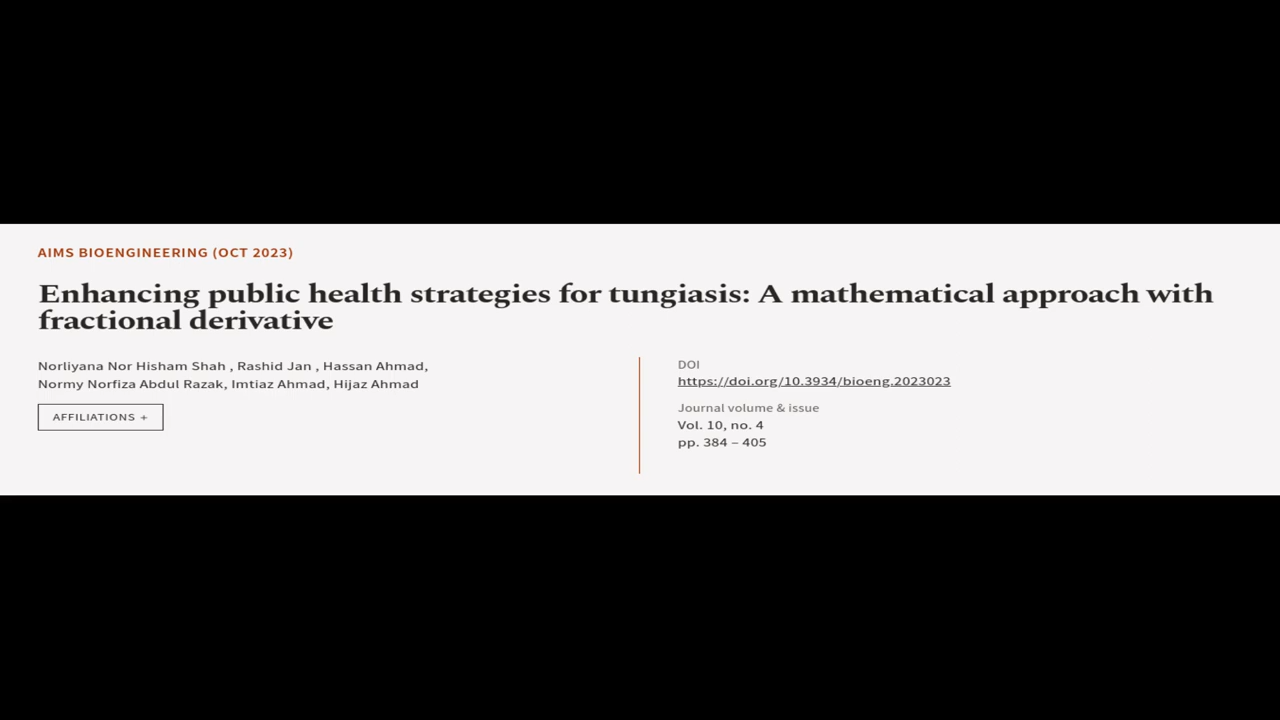 AIMS BIOENGINEERING (OCT 2023)
Enhancing public health strategies for tungiasis: A mathematical approach with
fractional derivative
Norliyana Nor Hisham Shah , Rashid Jan , Hassan Ahmad,
Normy Norfiza Abdul Razak, Imtiaz Ahmad, Hijaz Ahmad
AFFILIATIONS +
DOI
https://doi.org/10.3934/bioeng.2023023
Journal volume & issue
Vol. 10, no. 4
pp. 384 – 405